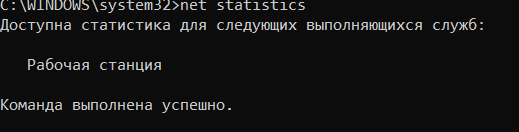 C:\WINDOWS\system32>net statistics
Доступна статистика для следующих выполняющихся служб:
Рабочая станция
Команда выполнена успешно.